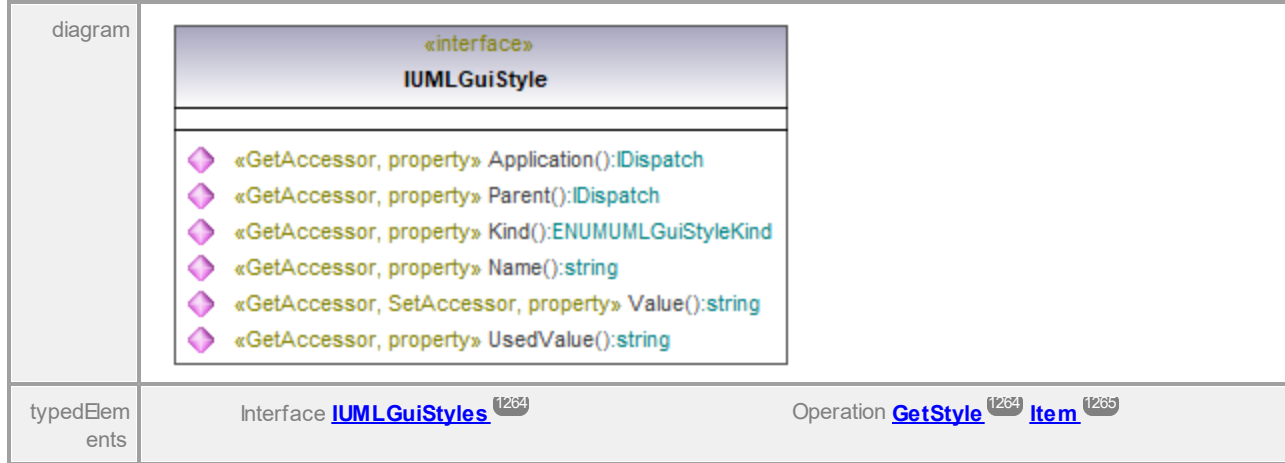 diagram
«interface»
IUMLGuiStyle
«GetAccessor, property» Application():IDispatch
«GetAccessor, property» Parent():IDispatch
«GetAccessor, property» Kind():ENUMUMLGuiStyleKind
«GetAccessor, property» Name():string
«GetAccessor, SetAccessor, property» Value():string
«GetAccessor, property» UsedValue():string
typedElem
ents
Interface IUMLGuiStyles 1264 Operation GetStyle 1264 Item 1265